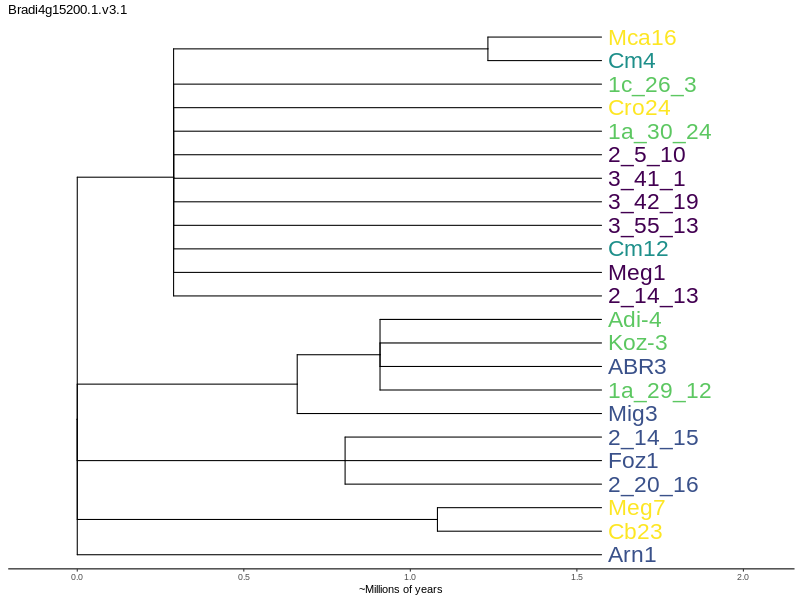 Bradi4g15200.1.v3.1
Mca16
Cm4
1c_26_3
Cro24
1a_30_24
2_5_10
3_41_1
3_42_19
3_55_13
Cm12
Meg1
2_14_13
Adi-4
Koz-3
ABR3
1a_29_12
Mig3
2_14_15
Foz1
2_20_16
Meg7
Cb23
Arn1
0.0 0.5 1.0 1.5 2.0
~Millions of years